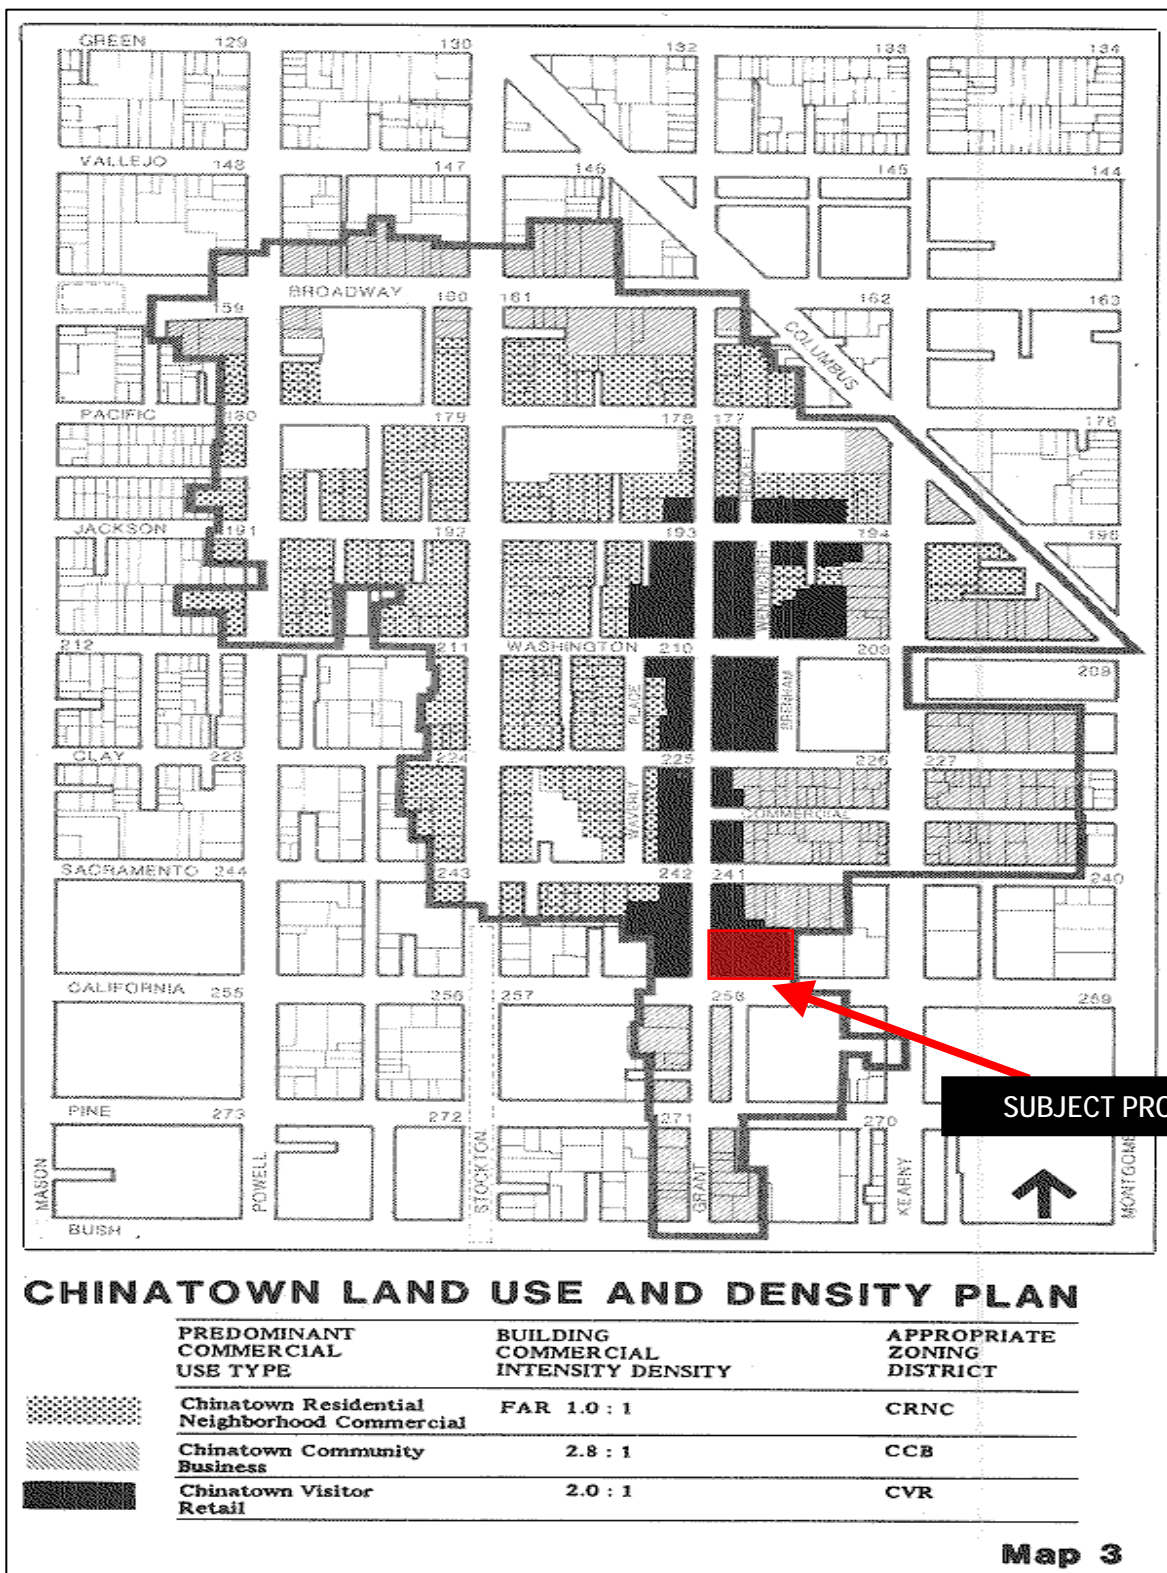 GREEN 129 130 132 133 134
VALLEJO 148 147 146 145 144
BROADWAY
159 160 161 162 163
COLUMBUS
PACIFIC 180 179 178 177 176
BECKETT
JACKSON 191 192 193 194 195
WENTWORTH
212 211 WASHINGTON 210 209 208
PLACE
BRENHAM
CLAY 223 224 225 226 227
WAVERLY
COMMERCIAL
SACRAMENTO 244 243 242 241 240
CALIFORNIA 255 256 257 258 259
SUBJECT PRO
PINE 273 272 271 270
MASON
POWELL
STOCKTON
GRANT
KEARNY
MONTGOME
BUSH
CHINATOWN LAND USE AND DENSITY PLAN
PREDOMINANT COMMERCIAL USE TYPE
BUILDING COMMERCIAL INTENSITY DENSITY
APPROPRIATE ZONING DISTRICT
Chinatown Residential Neighborhood Commercial FAR 1.0 : 1 CRNC
Chinatown Community Business 2.8 : 1 CCB
Chinatown Visitor Retail 2.0 : 1 CVR
Map 3